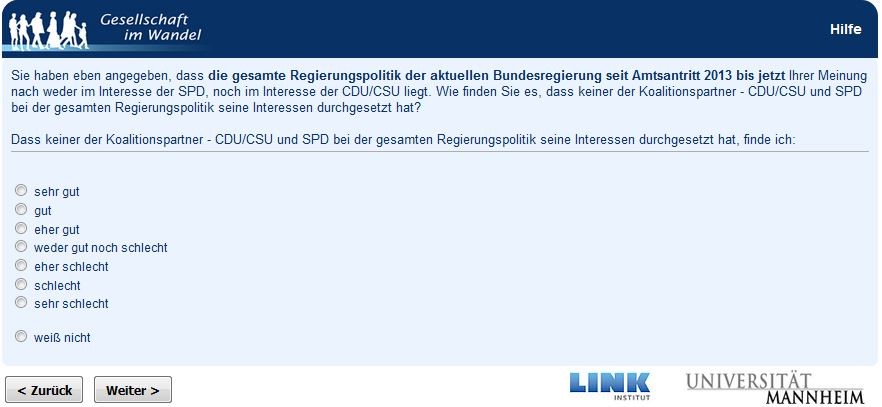 Gesellschaft
im Wandel
Hilfe
Sie haben eben angegeben, dass die gesamte Regierungspolitik der aktuellen Bundesregierung seit Amtsantritt 2013 bis jetzt Ihrer Meinung
nach weder im Interesse der SPD, noch im Interesse der CDU/CSU liegt. Wie finden Sie es, dass keiner der Koalitionspartner - CDU/CSU und SPD
bei der gesamten Regierungspolitik seine Interessen durchgesetzt hat?
Dass keiner der Koalitionspartner - CDU/CSU und SPD bei der gesamten Regierungspolitik seine Interessen durchgesetzt hat, finde ich:
sehr gut
gut
eher gut
weder gut noch schlecht
eher schlecht
schlecht
sehr schlecht
weiß nicht
< Zurück
Weiter >
LINK
INSTITUT
UNIVERSITÄT
MANNHEIM